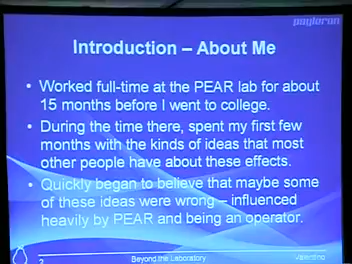 psyleron
Introduction – About Me
• Worked full-time at the PEAR lab for about
15 months before I went to college.
• During the time there, spent my first few
months with the kinds of ideas that most
other people have about these effects.
• Quickly began to believe that maybe some
of these ideas were wrong – influenced
heavily by PEAR and being an operator.
3
Beyond the Laboratory
Valentino